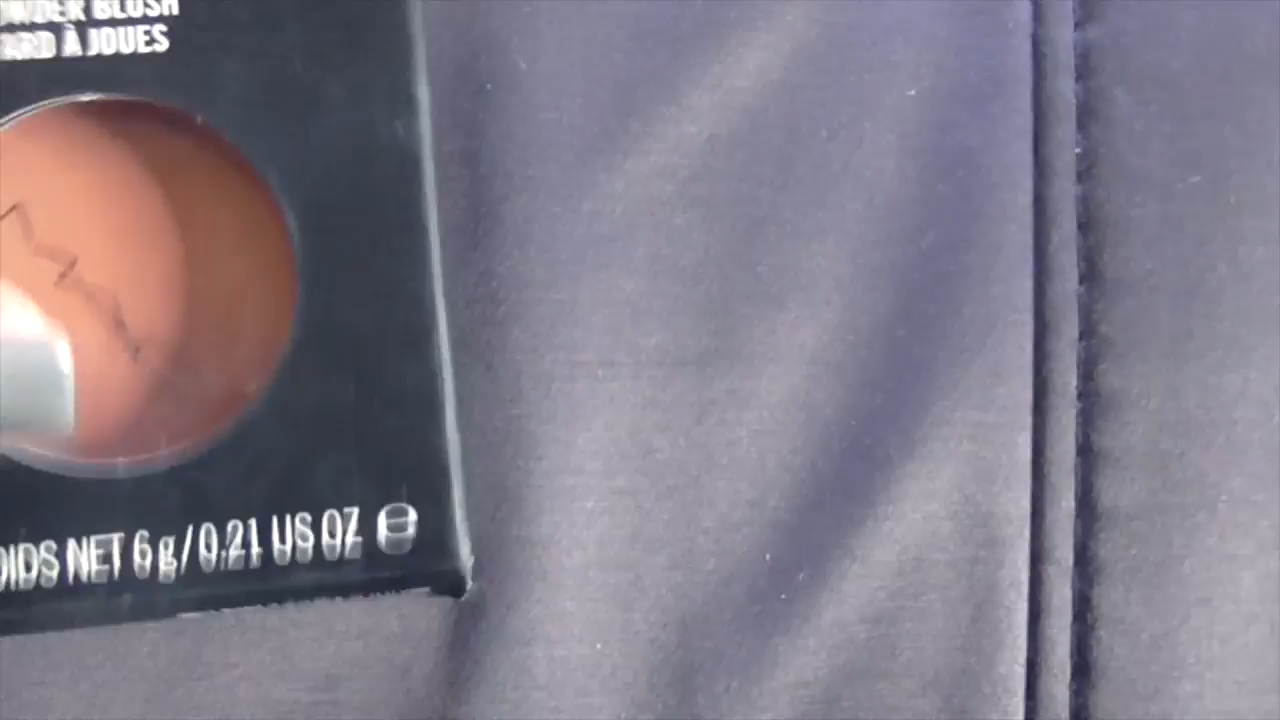 WDER BLUSH
ARD À JOUES
OIDS NET 6 g / 0.21 US OZ ℮